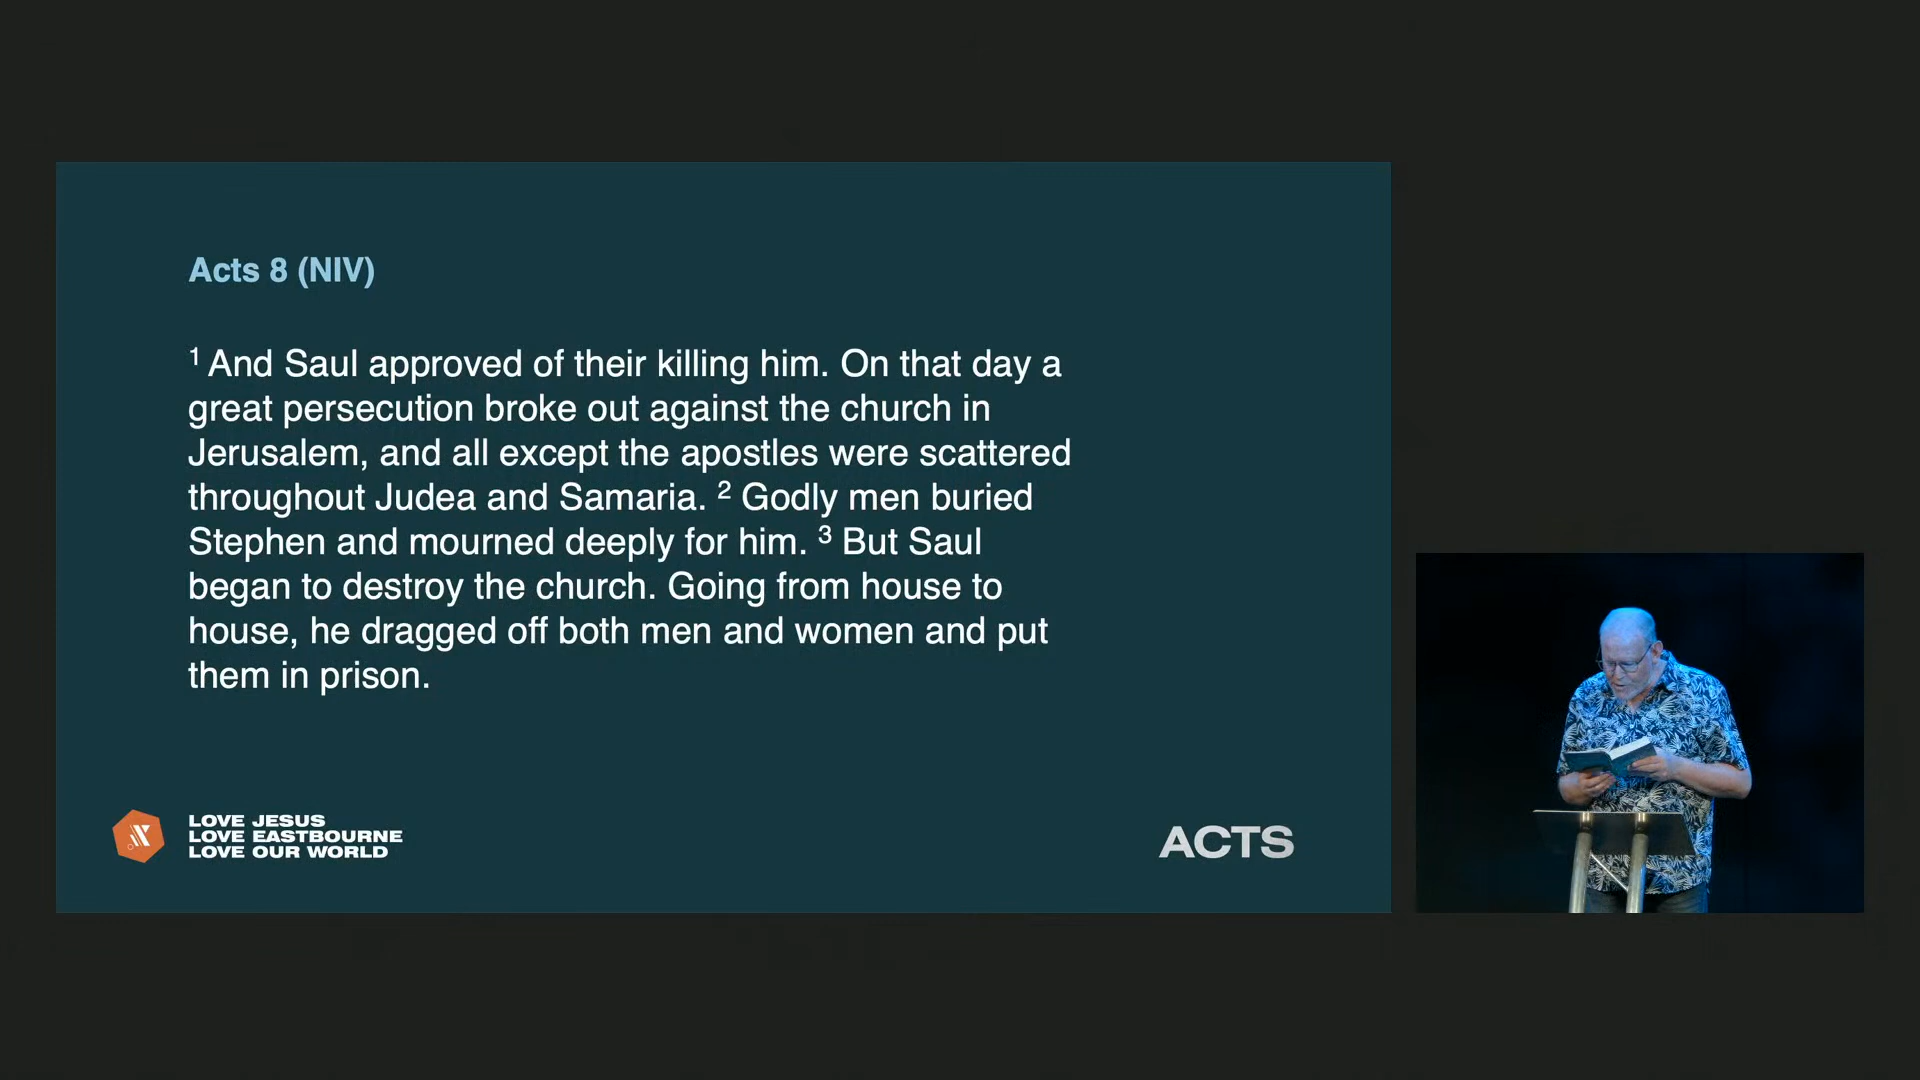 Acts 8 (NIV)
1 And Saul approved of their killing him. On that day a
great persecution broke out against the church in
Jerusalem, and all except the apostles were scattered
throughout Judea and Samaria. 2 Godly men buried
Stephen and mourned deeply for him. 3 But Saul
began to destroy the church. Going from house to
house, he dragged off both men and women and put
them in prison.
LOVE JESUS
LOVE EASTBOURNE
LOVE OUR WORLD
ACTS